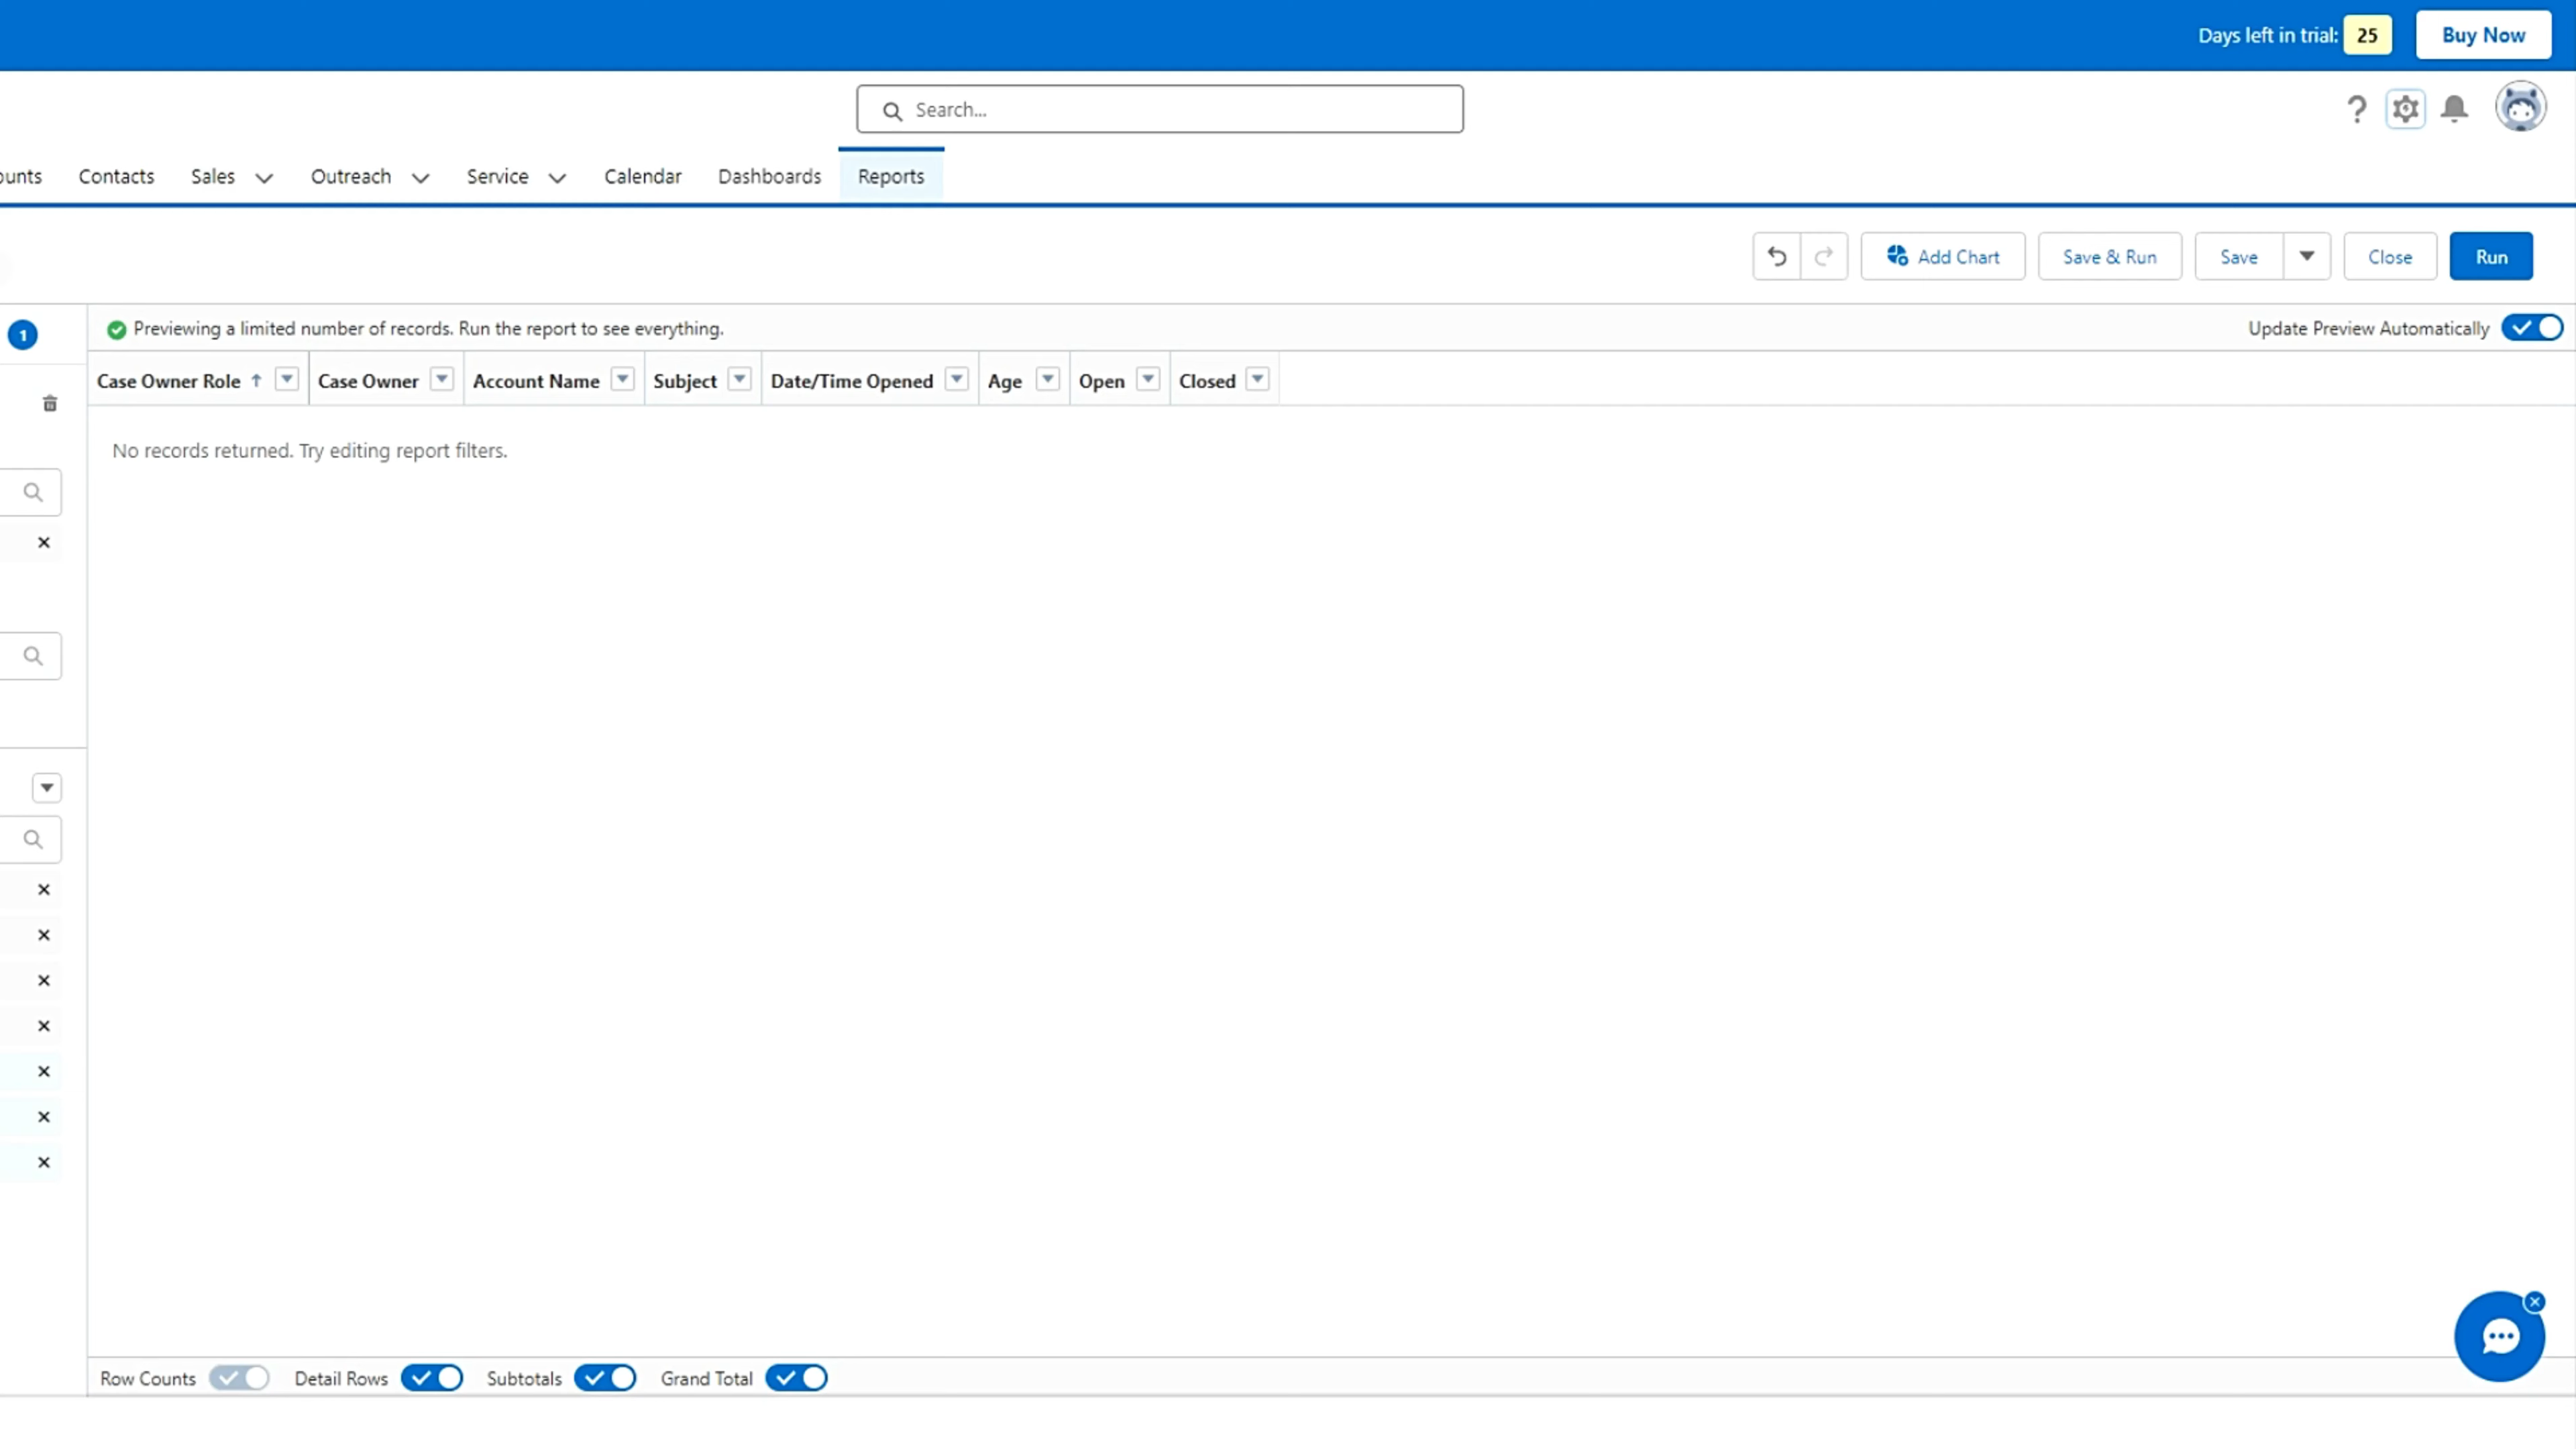 Days left in trial: 25 Buy Now
Search...
ounts Contacts Sales Outreach Service Calendar Dashboards Reports
Add Chart Save & Run Save Close Run
1 Previewing a limited number of records. Run the report to see everything. Update Preview Automatically
Case Owner Role Case Owner Account Name Subject Date/Time Opened Age Open Closed
No records returned. Try editing report filters.
Row Counts Detail Rows Subtotals Grand Total